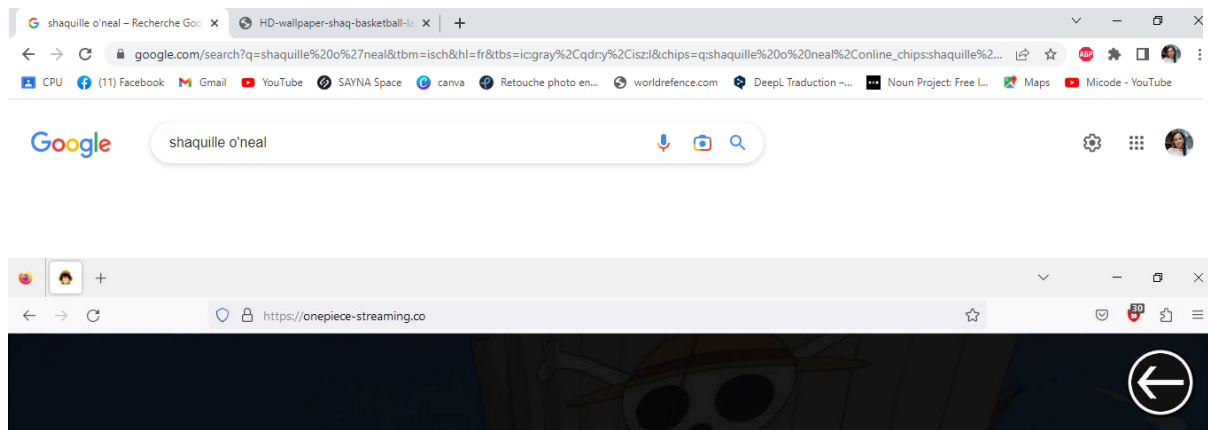 shaquille o'neal – Recherche Goo
HD-wallpaper-shaq-basketball-la
google.com/search?q=shaquille%20o%27neal&tbm=isch&hl=fr&tbs=ic:gray%2Cqdr:y%2Cisz:l&chips=q:shaquille%20o%20neal%2Conline_chips:shaquille%2...
ABP
CPU (11) Facebook Gmail YouTube SAYNA Space canva Retouche photo en... worldrefence.com DeepL Traduction –... Noun Project: Free I... Maps Micode - YouTube
Google shaquille o'neal
https://onepiece-streaming.co 30